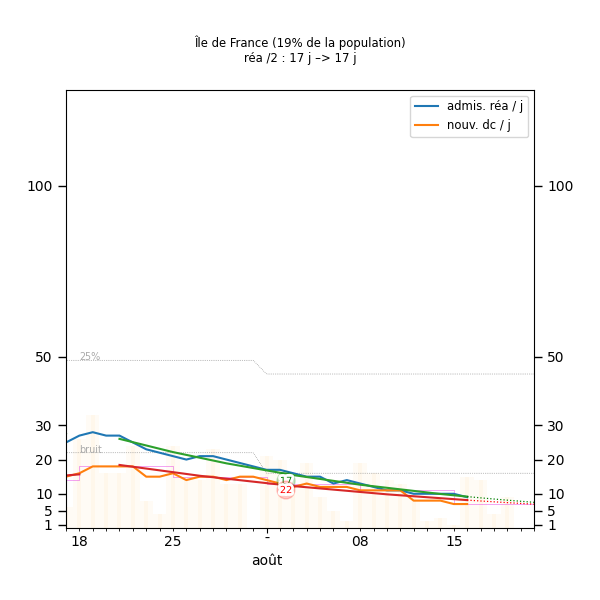 Île de France (19% de la population)
réa /2 : 17 j –> 17 j
admis. réa / j
nouv. dc / j
100 100
50 50
25%
30 30
bruit
20 20
17
22
10 10
5 5
1 1
18 25 - 08 15
août